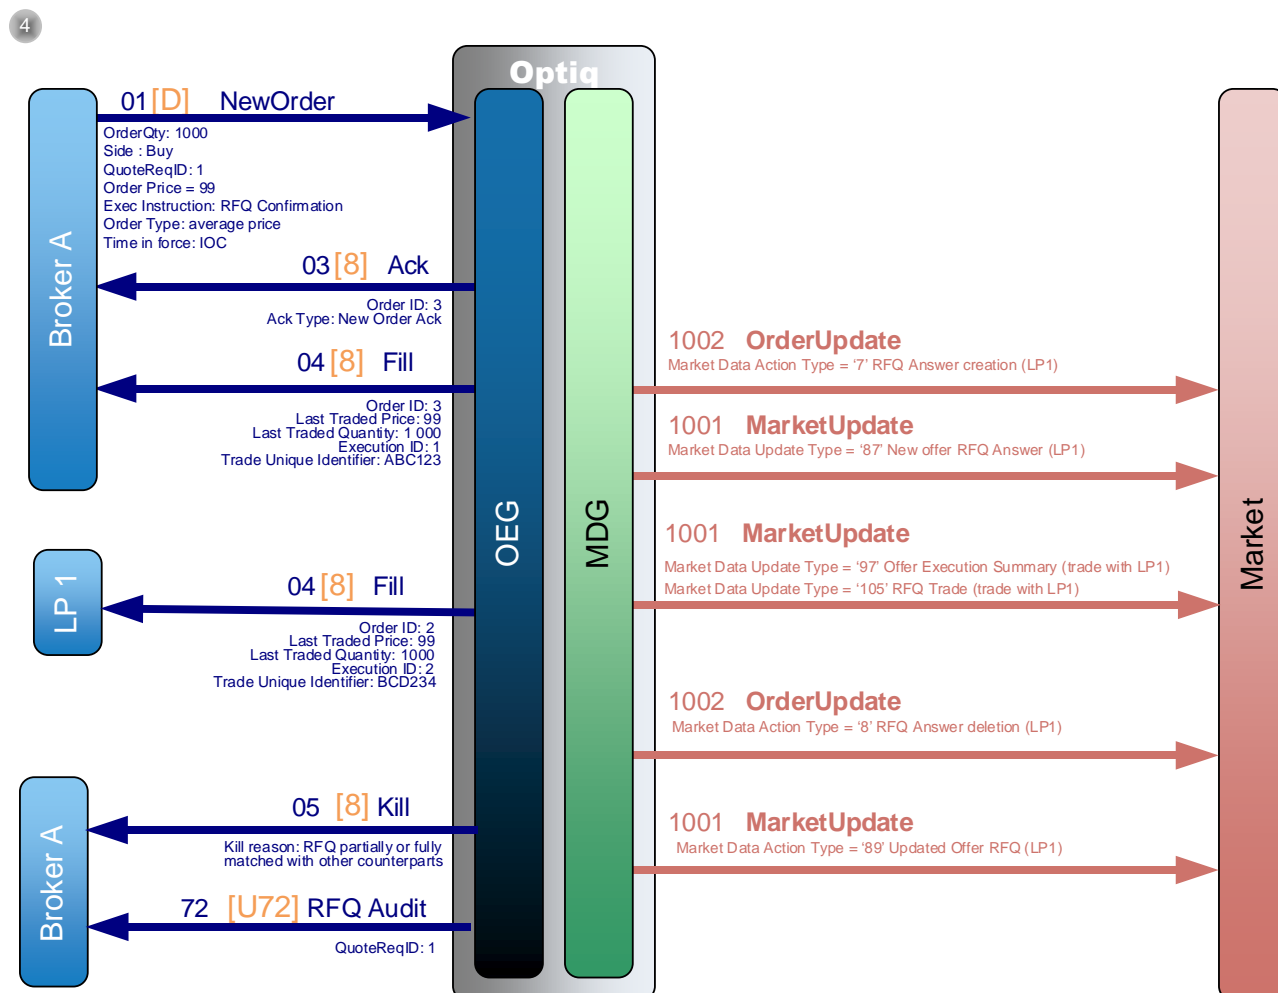 4
Optiq
01 [D] NewOrder
OrderQty: 1000
Side : Buy
QuoteReqID: 1
Order Price = 99
Exec Instruction: RFQ Confirmation
Order Type: average price
Time in force: IOC
Broker A
03 [8] Ack
Order ID: 3
Ack Type: New Order Ack
04 [8] Fill
Order ID: 3
Last Traded Price: 99
Last Traded Quantity: 1 000
Execution ID: 1
Trade Unique Identifier: ABC123
LP 1
04 [8] Fill
Order ID: 2
Last Traded Price: 99
Last Traded Quantity: 1000
Execution ID: 2
Trade Unique Identifier: BCD234
Broker A
05 [8] Kill
Kill reason: RFQ partially or fully
matched with other counterparts
72 [U72] RFQ Audit
QuoteReqID: 1
OEG
MDG
1002 OrderUpdate
Market Data Action Type = ‘7’ RFQ Answer creation (LP1)
1001 MarketUpdate
Market Data Update Type = ‘87’ New offer RFQ Answer (LP1)
1001 MarketUpdate
Market Data Update Type = ‘97’ Offer Execution Summary (trade with LP1)
Market Data Update Type = ‘105’ RFQ Trade (trade with LP1)
1002 OrderUpdate
Market Data Action Type = ‘8’ RFQ Answer deletion (LP1)
1001 MarketUpdate
Market Data Action Type = ‘89’ Updated Offer RFQ (LP1)
Market